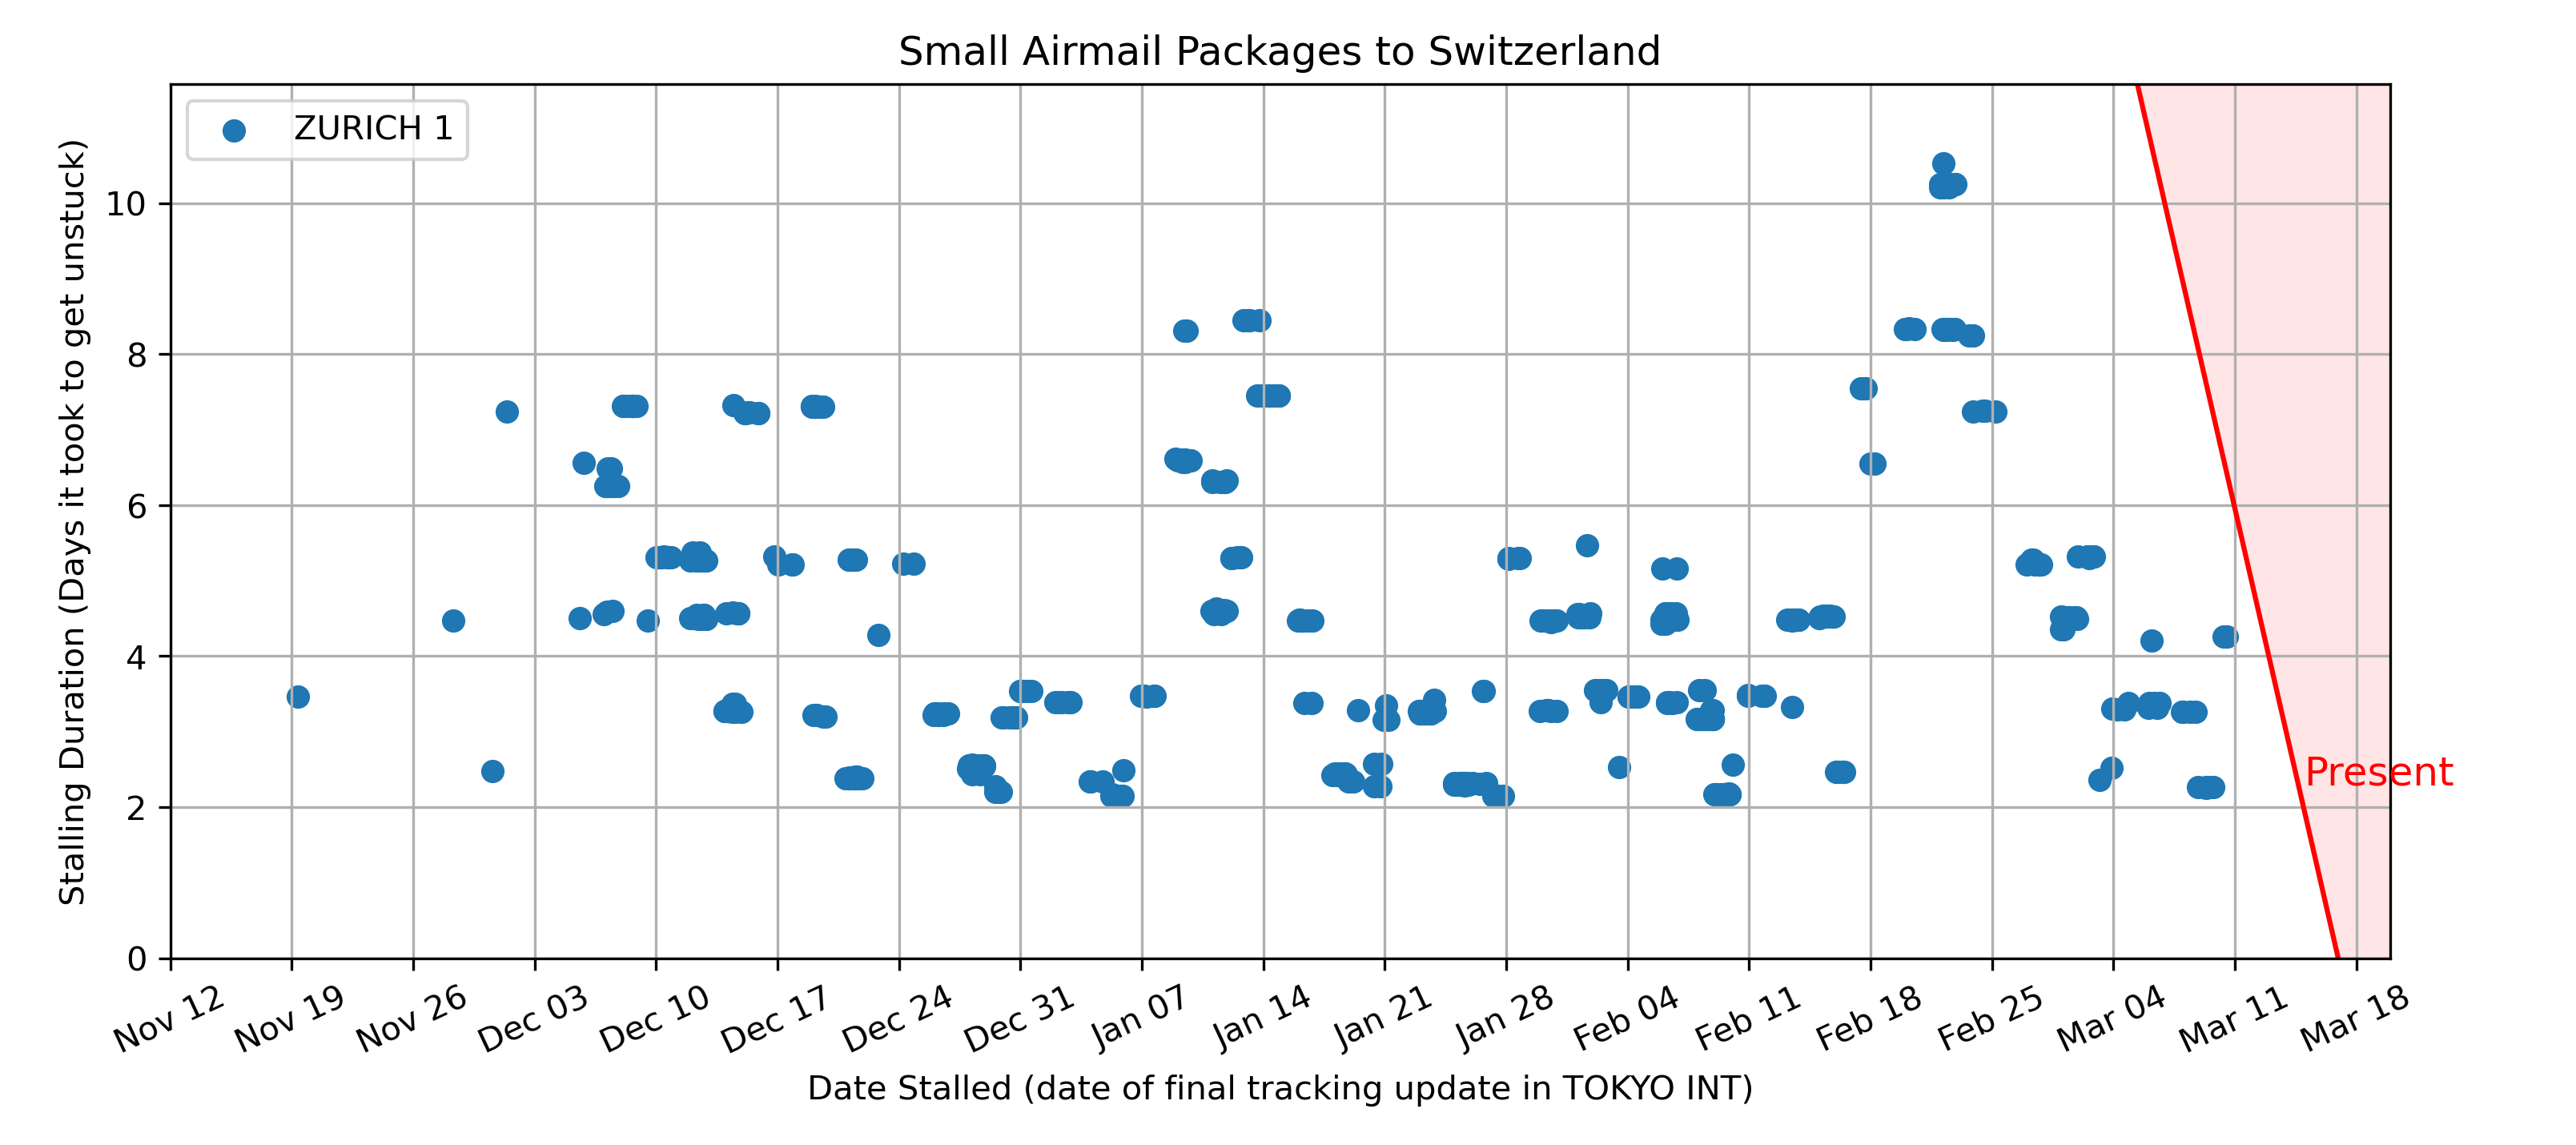 Small Airmail Packages to Switzerland
ZURICH 1
Stalling Duration (Days it took to get unstuck)
10
8
6
4
2
0
Present
Nov 12
Nov 19
Nov 26
Dec 03
Dec 10
Dec 17
Dec 24
Dec 31
Jan 07
Jan 14
Jan 21
Jan 28
Feb 04
Feb 11
Feb 18
Feb 25
Mar 04
Mar 11
Mar 18
Date Stalled (date of final tracking update in TOKYO INT)